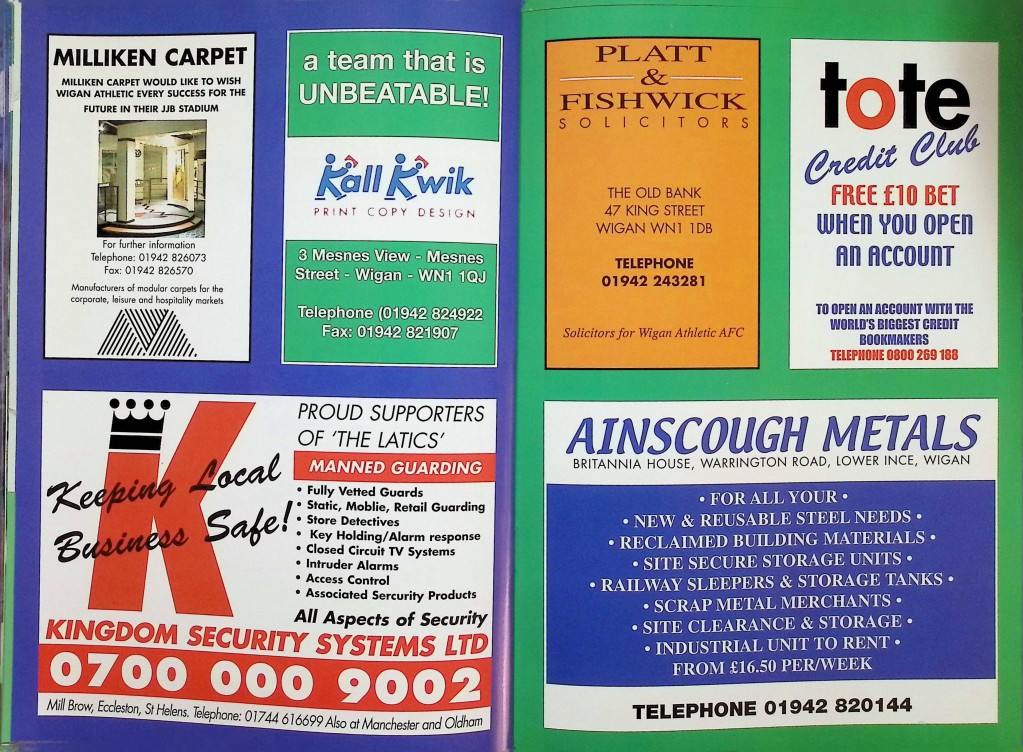 MILLIKEN CARPET
MILLIKEN CARPET WOULD LIKE TO WISH
WIGAN ATHLETIC EVERY SUCCESS FOR THE
FUTURE IN THEIR JJB STADIUM
For further information
Telephone: 01942 826073
Fax: 01942 826570
Manufacturers of modular carpets for the
corporate, leisure and hospitality markets
a team that is
UNBEATABLE!
Kall Kwik
PRINT COPY DESIGN
3 Mesnes View - Mesnes
Street - Wigan - WN1 1QJ
Telephone (01942 824922
Fax: 01942 821907
K
Keeping Local
Business Safe!
PROUD SUPPORTERS
OF 'THE LATICS'
MANNED GUARDING
• Fully Vetted Guards
• Static, Moblie, Retail Guarding
• Store Detectives
• Key Holding/Alarm response
• Closed Circuit TV Systems
• Intruder Alarms
• Access Control
• Associated Sercurity Products
All Aspects of Security
KINGDOM SECURITY SYSTEMS LTD
0700 000 9002
Mill Brow, Eccleston, St Helens. Telephone: 01744 616699 Also at Manchester and Oldham
PLATT
&
FISHWICK
SOLICITORS
THE OLD BANK
47 KING STREET
WIGAN WN1 1DB
TELEPHONE
01942 243281
Solicitors for Wigan Athletic AFC
tote
Credit Club
FREE £10 BET
WHEN YOU OPEN
AN ACCOUNT
TO OPEN AN ACCOUNT WITH THE
WORLD'S BIGGEST CREDIT
BOOKMAKERS
TELEPHONE 0800 269 188
AINSCOUGH METALS
BRITANNIA HOUSE, WARRINGTON ROAD, LOWER INCE, WIGAN
• FOR ALL YOUR •
• NEW & REUSABLE STEEL NEEDS •
• RECLAIMED BUILDING MATERIALS •
• SITE SECURE STORAGE UNITS •
• RAILWAY SLEEPERS & STORAGE TANKS •
• SCRAP METAL MERCHANTS •
• SITE CLEARANCE & STORAGE •
• INDUSTRIAL UNIT TO RENT •
FROM £16.50 PER/WEEK
TELEPHONE 01942 820144